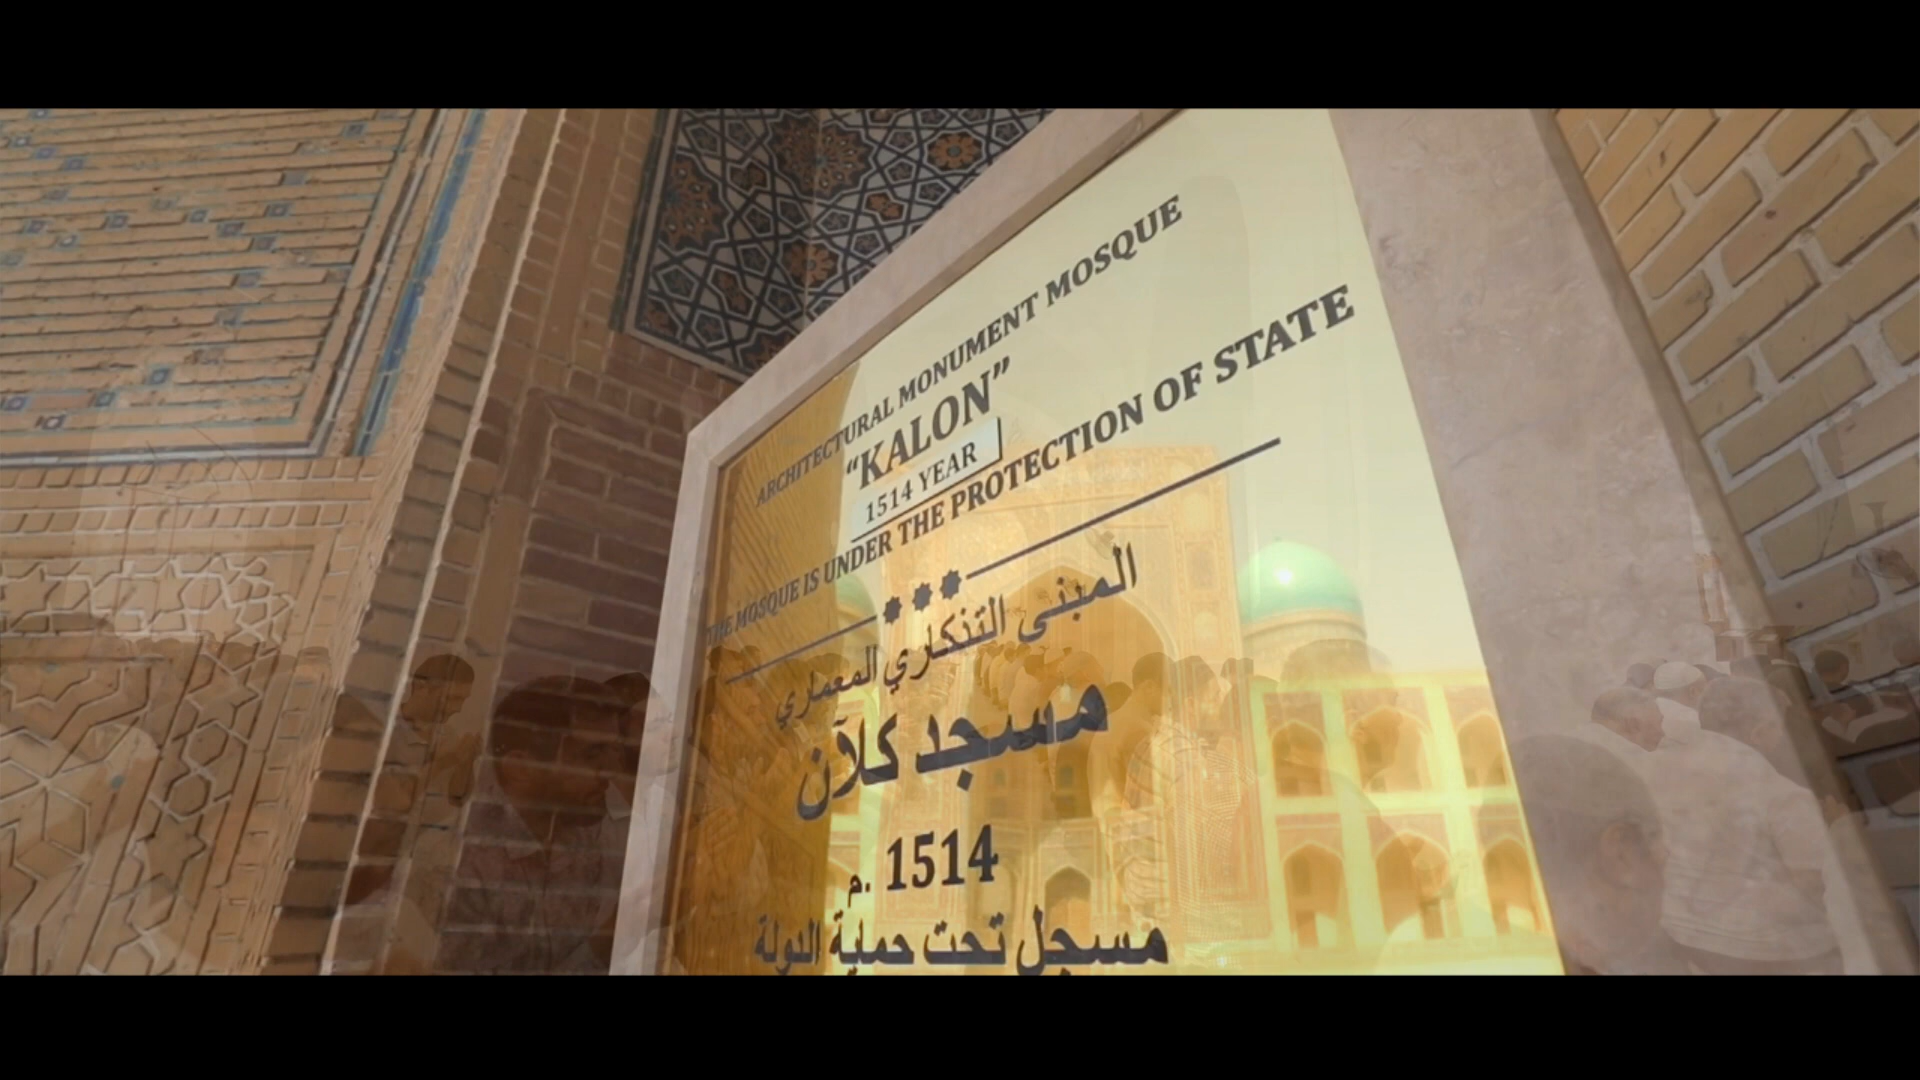 ARCHITECTURAL MONUMENT MOSQUE
“KALON”
1514 YEAR
THE MOSQUE IS UNDER THE PROTECTION OF STATE
المبنى التذكاري المعماري
مسجد كلآن
1514 م.
مسجل تحت حماية الدولة